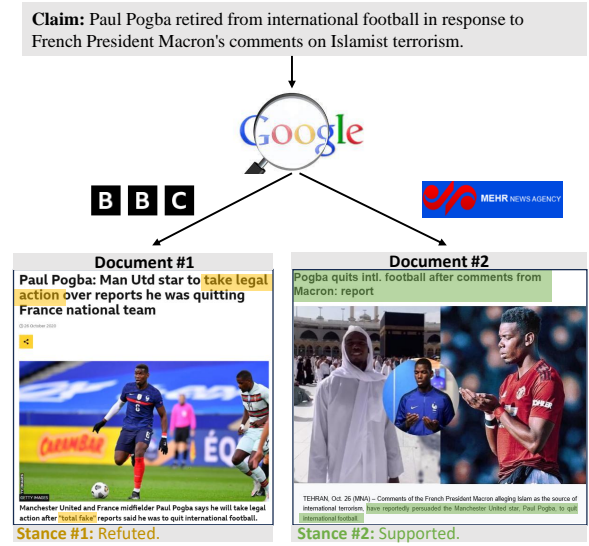 Claim: Paul Pogba retired from international football in response to
French President Macron's comments on Islamist terrorism.
Google
B B C
MEHR NEWS AGENCY
Document #1
Paul Pogba: Man Utd star to take legal
action over reports he was quitting
France national team
26 October 2020
CARAMBAR
ÉQ
6
GETTY IMAGES
Manchester United and France midfielder Paul Pogba says he will take legal
action after "total fake" reports said he was to quit international football.
Stance #1: Refuted.
Document #2
Pogba quits intl. football after comments from
Macron: report
TEHRAN, Oct. 26 (MNA) – Comments of the French President Macron alleging Islam as the source of
international terrorism, have reportedly persuaded the Manchester United star, Paul Pogba, to quit
international football.
Stance #2: Supported.